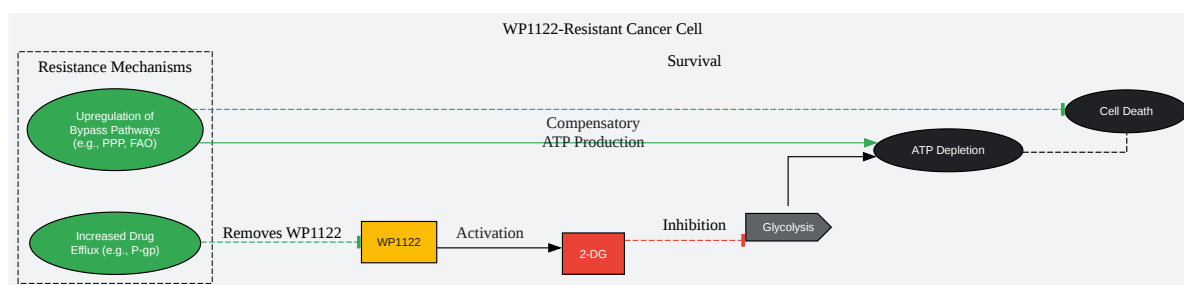 WP1122-Resistant Cancer Cell
Survival
Resistance Mechanisms
Upregulation of
Bypass Pathways
(e.g., PPP, FAO)
Compensatory
ATP Production
Cell Death
ATP Depletion
Increased Drug
Efflux (e.g., P-gp)
Removes WP1122
WP1122
Activation
2-DG
Inhibition
Glycolysis